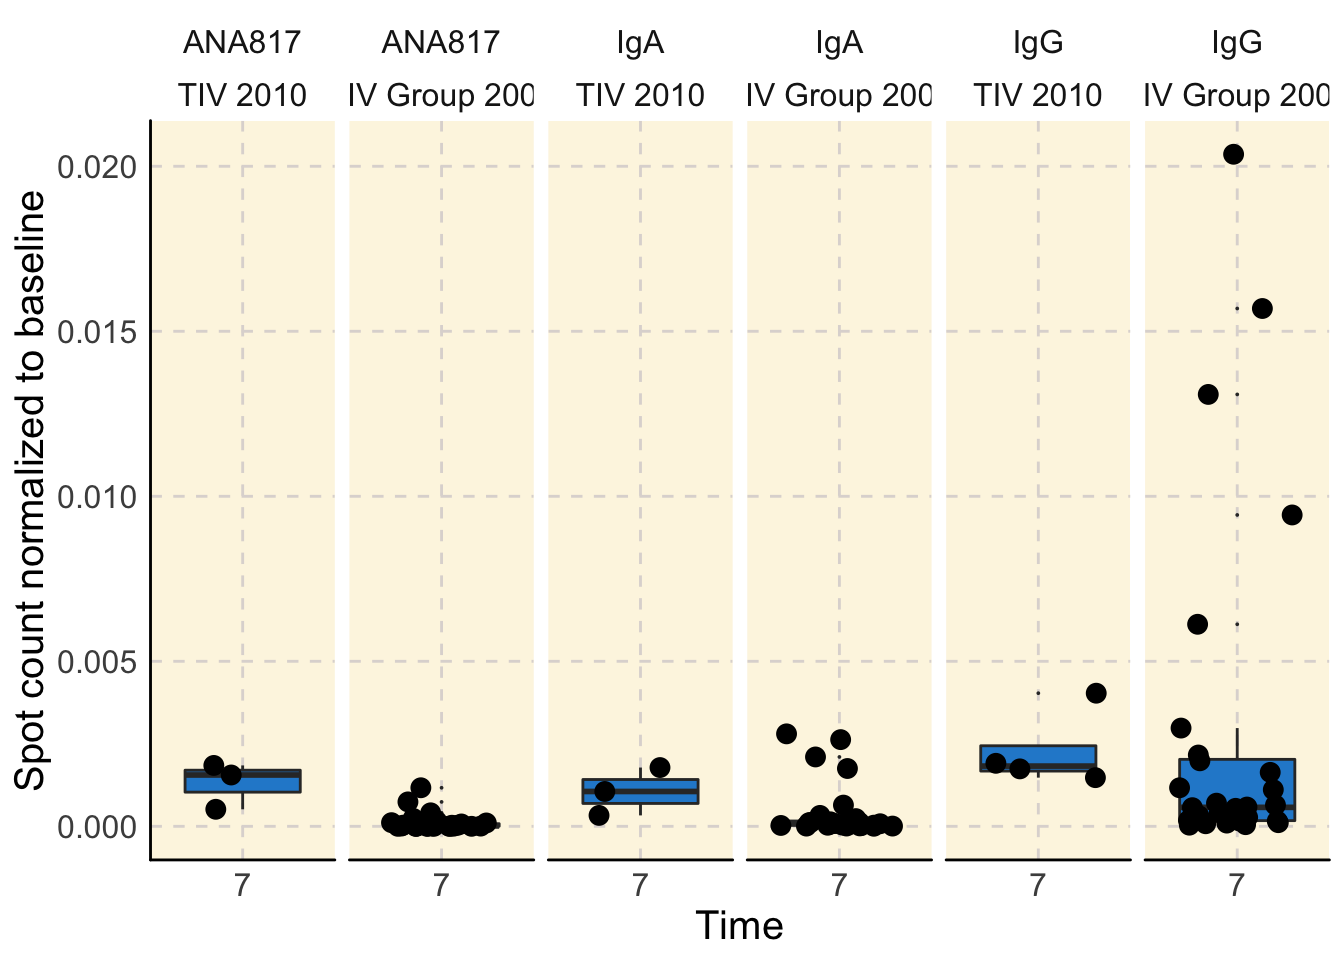 ANA817 ANA817 IgA IgA IgG IgG
TIV 2010 IV Group 200 TIV 2010 IV Group 200 TIV 2010 IV Group 200
Spot count normalized to baseline
0.020
0.015
0.010
0.005
0.000
7 7 7 7 7 7
Time